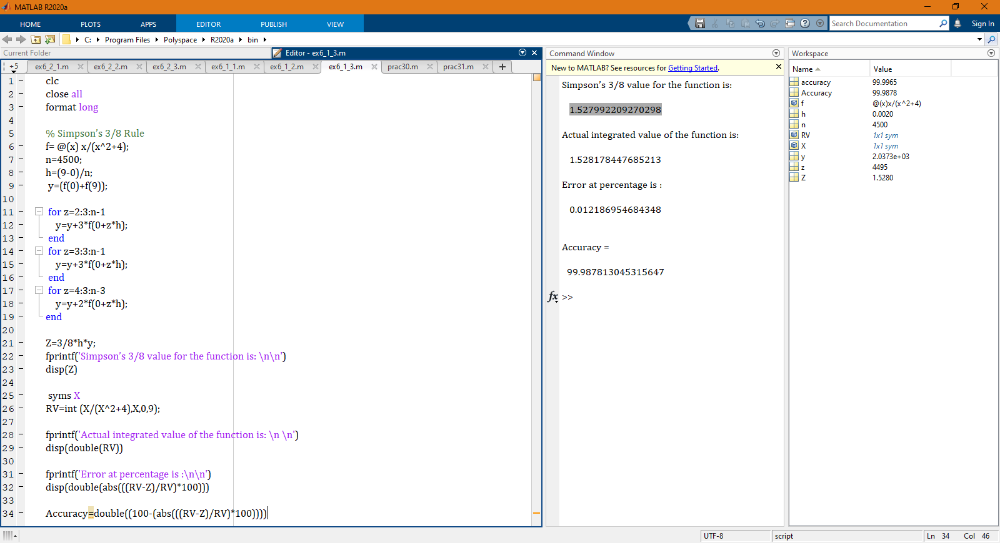 MATLAB R2020a
HOME PLOTS APPS EDITOR PUBLISH VIEW
Search Documentation
Sign In
C: Program Files Polyspace R2020a bin
Current Folder
Editor - ex6_1_3.m
+5 ex6_2_1.m ex6_2_2.m ex6_2_3.m ex6_1_1.m ex6_1_2.m ex6_1_3.m prac30.m prac31.m +
1 clc
2 close all
3 format long
4
5 % Simpson's 3/8 Rule
6 f= @(x) x/(x^2+4);
7 n=4500;
8 h=(9-0)/n;
9 y=(f(0)+f(9));
10
11 for z=2:3:n-1
12 y=y+3*f(0+z*h);
13 end
14 for z=3:3:n-1
15 y=y+3*f(0+z*h);
16 end
17 for z=4:3:n-3
18 y=y+2*f(0+z*h);
19 end
20
21 Z=3/8*h*y;
22 fprintf('Simpson's 3/8 value for the function is: \n\n')
23 disp(Z)
24
25 syms X
26 RV=int (X/(X^2+4),X,0,9);
27
28 fprintf('Actual integrated value of the function is: \n \n')
29 disp(double(RV))
30
31 fprintf('Error at percentage is :\n\n')
32 disp(double(abs(((RV-Z)/RV)*100)))
33
34 Accuracy=double((100-(abs(((RV-Z)/RV)*100))))
Command Window
New to MATLAB? See resources for Getting Started.
Simpson's 3/8 value for the function is:
1.527992209270298
Actual integrated value of the function is:
1.528178447685213
Error at percentage is :
0.012186954684348
Accuracy =
99.987813045315647
fx >>
Workspace
Name Value
accuracy 99.9965
Accuracy 99.9878
f @(x)x/(x^2+4)
h 0.0020
n 4500
RV 1x1 sym
X 1x1 sym
y 2.0373e+03
z 4495
Z 1.5280
UTF-8 script Ln 34 Col 46